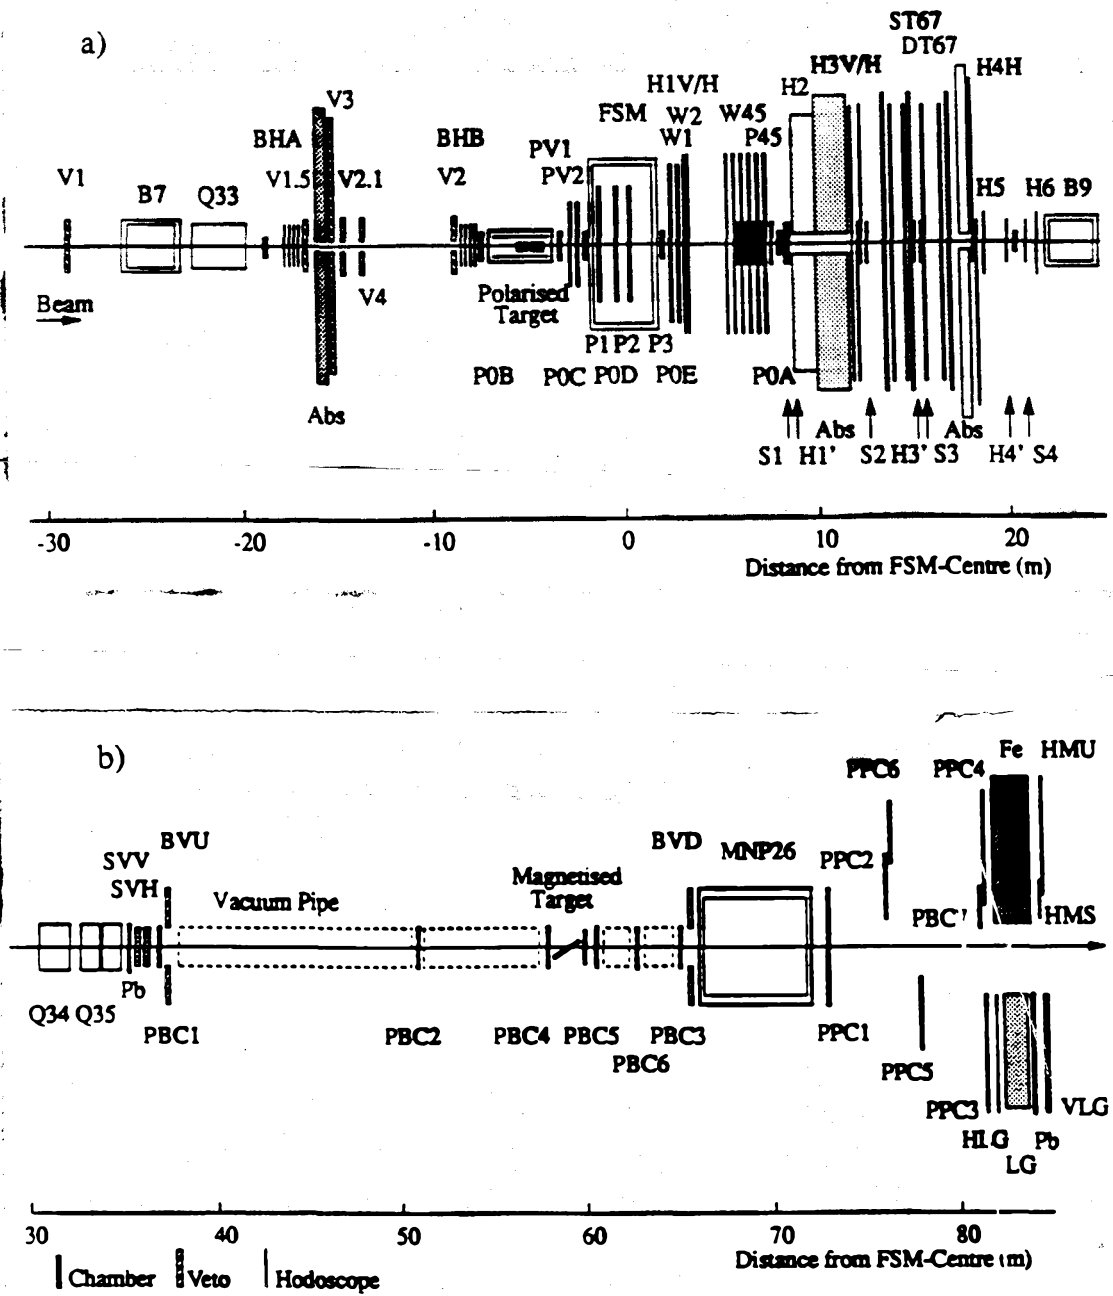 a)
ST67
DT67
H3V/H
H4H
H2
H1V/H
W2
W1
W45
P45
FSM
V3
BHA
BHB
PV1
PV2
V1
B7
Q33
V1.5
V2.1
V2
H5
H6
B9
Beam
V4
Polarised
Target
P1
P2
P3
P0B
P0C
P0D
P0E
P0A
Abs
Abs
Abs
S1
H1'
S2
H3'
S3
H4'
S4
-30
-20
-10
0
10
20
Distance from FSM-Centre (m)
b)
Fe
HMU
PPC6
PPC4
BVU
BVD
MNP26
PPC2
SVV
SVH
Vacuum Pipe
Magnetised
Target
HMS
Pb
Q34
Q35
PBC1
PBC2
PBC4
PBC5
PBC3
PBC6
PPC1
PPC5
PPC3
VLG
HLG
Pb
LG
30
40
50
60
70
80
Distance from FSM-Centre (m)
Chamber
Veto
Hodoscope